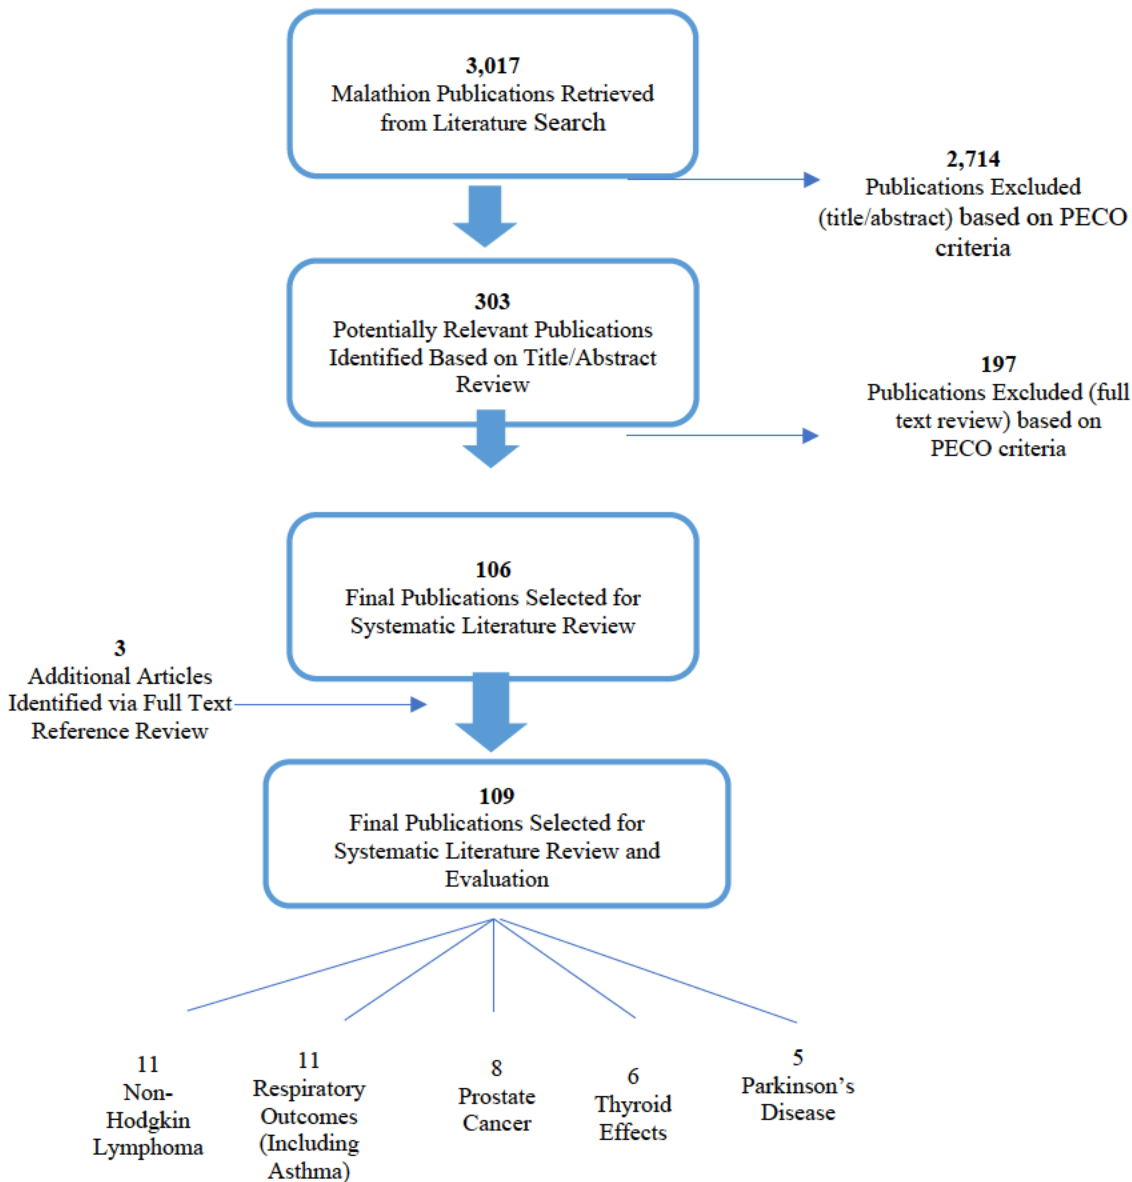 3,017
Malathion Publications Retrieved
from Literature Search
2,714
Publications Excluded
(title/abstract) based on PECO
criteria
303
Potentially Relevant Publications
Identified Based on Title/Abstract
Review
197
Publications Excluded (full
text review) based on
PECO criteria
106
Final Publications Selected for
Systematic Literature Review
3
Additional Articles
Identified via Full Text
Reference Review
109
Final Publications Selected for
Systematic Literature Review and
Evaluation
11
Non-
Hodgkin
Lymphoma
11
Respiratory
Outcomes
(Including
Asthma)
8
Prostate
Cancer
6
Thyroid
Effects
5
Parkinson’s
Disease